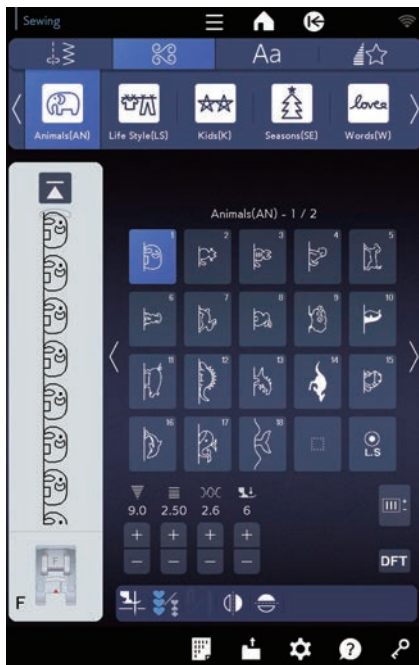 Sewing
Aa
Animals(AN) Life Style(LS) Kids(K) Seasons(SE) Words(W)
love
Animals(AN) - 1 / 2
1 2 3 4 5
6 7 8 9 10
11 12 13 14 15
16 17 18 L.S
9.0 2.50 2.6 6
+ + + +
- - - -
DFT
F
?